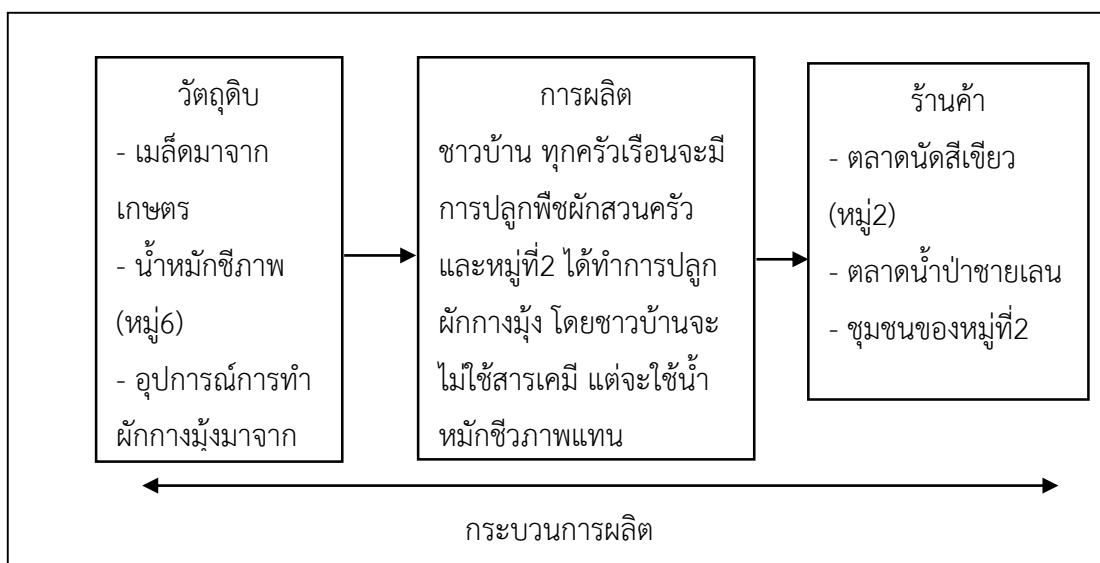 วัตถุดิบ
- เมล็ดมาจาก
เกษตร
- น้ำหมักชีภาพ
(หมู่6)
- อุปการณ์การทำ
ผักกางมุ้งมาจาก
การผลิต
ชาวบ้าน ทุกครัวเรือนจะมี
การปลูกพืชผักสวนครัว
และหมู่ที่2 ได้ทำการปลูก
ผักกางมุ้ง โดยชาวบ้านจะ
ไม่ใช้สารเคมี แต่จะใช้น้ำ
หมักชีวภาพแทน
ร้านค้า
- ตลาดนัดสีเขียว
(หมู่2)
- ตลาดน้ำป่าชายเลน
- ชุมชนของหมู่ที่2
กระบวนการผลิต